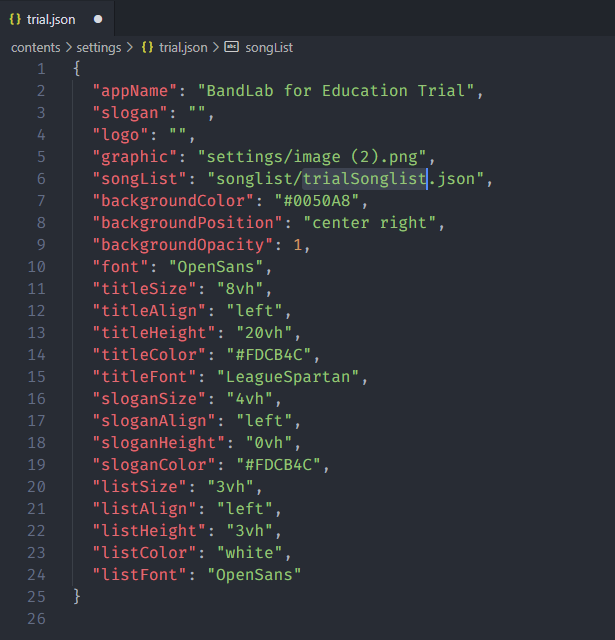 {} trial.json ●
contents > settings > {} trial.json > abc songList
1 {
2 "appName": "BandLab for Education Trial",
3 "slogan": "",
4 "logo": "",
5 "graphic": "settings/image (2).png",
6 "songList": "songlist/trialSonglist.json",
7 "backgroundColor": "#0050A8",
8 "backgroundPosition": "center right",
9 "backgroundOpacity": 1,
10 "font": "OpenSans",
11 "titleSize": "8vh",
12 "titleAlign": "left",
13 "titleHeight": "20vh",
14 "titleColor": "#FDCB4C",
15 "titleFont": "LeagueSpartan",
16 "sloganSize": "4vh",
17 "sloganAlign": "left",
18 "sloganHeight": "0vh",
19 "sloganColor": "#FDCB4C",
20 "listSize": "3vh",
21 "listAlign": "left",
22 "listHeight": "3vh",
23 "listColor": "white",
24 "listFont": "OpenSans"
25 }
26